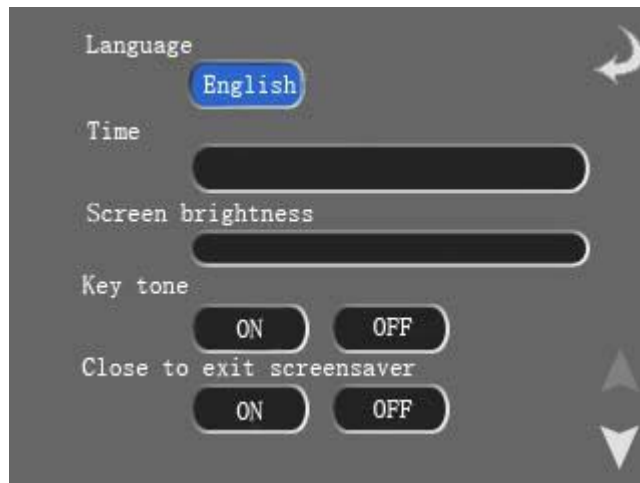 Language
English
Time
Screen brightness
Key tone
ON OFF
Close to exit screensaver
ON OFF